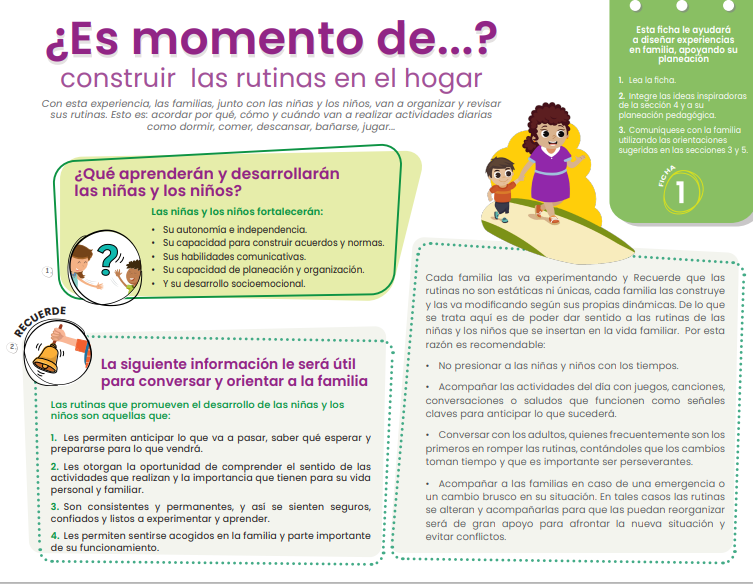 ¿Es momento de...?
construir las rutinas en el hogar
Con esta experiencia, las familias, junto con las niñas y los niños, van a organizar y revisar
sus rutinas. Esto es: acordar por qué, cómo y cuándo van a realizar actividades diarias
como dormir, comer, descansar, bañarse, jugar...
Esta ficha le ayudará
a diseñar experiencias
en familia, apoyando su
planeación
1. Lea la ficha.
2. Integre las ideas inspiradoras
de la sección 4 y a su
planeación pedagógica.
3. Comuníquese con la familia
utilizando las orientaciones
sugeridas en las secciones 3 y 5.
FICHA
1
¿Qué aprenderán y desarrollarán
las niñas y los niños?
Las niñas y los niños fortalecerán:
• Su autonomía e independencia.
• Su capacidad para construir acuerdos y normas.
• Sus habilidades comunicativas.
• Su capacidad de planeación y organización.
• Y su desarrollo socioemocional.
1.
?
RECUERDE
2.
La siguiente información le será útil
para conversar y orientar a la familia
Las rutinas que promueven el desarrollo de las niñas y los
niños son aquellas que:
1. Les permiten anticipar lo que va a pasar, saber qué esperar y
prepararse para lo que vendrá.
2. Les otorgan la oportunidad de comprender el sentido de las
actividades que realizan y la importancia que tienen para su vida
personal y familiar.
3. Son consistentes y permanentes, y así se sienten seguros,
confiados y listos a experimentar y aprender.
4. Les permiten sentirse acogidos en la familia y parte importante
de su funcionamiento.
Cada familia las va experimentando y Recuerde que las
rutinas no son estáticas ni únicas, cada familia las construye
y las va modificando según sus propias dinámicas. De lo que
se trata aquí es de poder dar sentido a las rutinas de las
niñas y los niños que se insertan en la vida familiar. Por esta
razón es recomendable:
• No presionar a las niñas y niños con los tiempos.
• Acompañar las actividades del día con juegos, canciones,
conversaciones o saludos que funcionen como señales
claves para anticipar lo que sucederá.
• Conversar con los adultos, quienes frecuentemente son los
primeros en romper las rutinas, contándoles que los cambios
toman tiempo y que es importante ser perseverantes.
• Acompañar a las familias en caso de una emergencia o
un cambio brusco en su situación. En tales casos las rutinas
se alteran y acompañarlas para que las puedan reorganizar
será de gran apoyo para afrontar la nueva situación y
evitar conflictos.